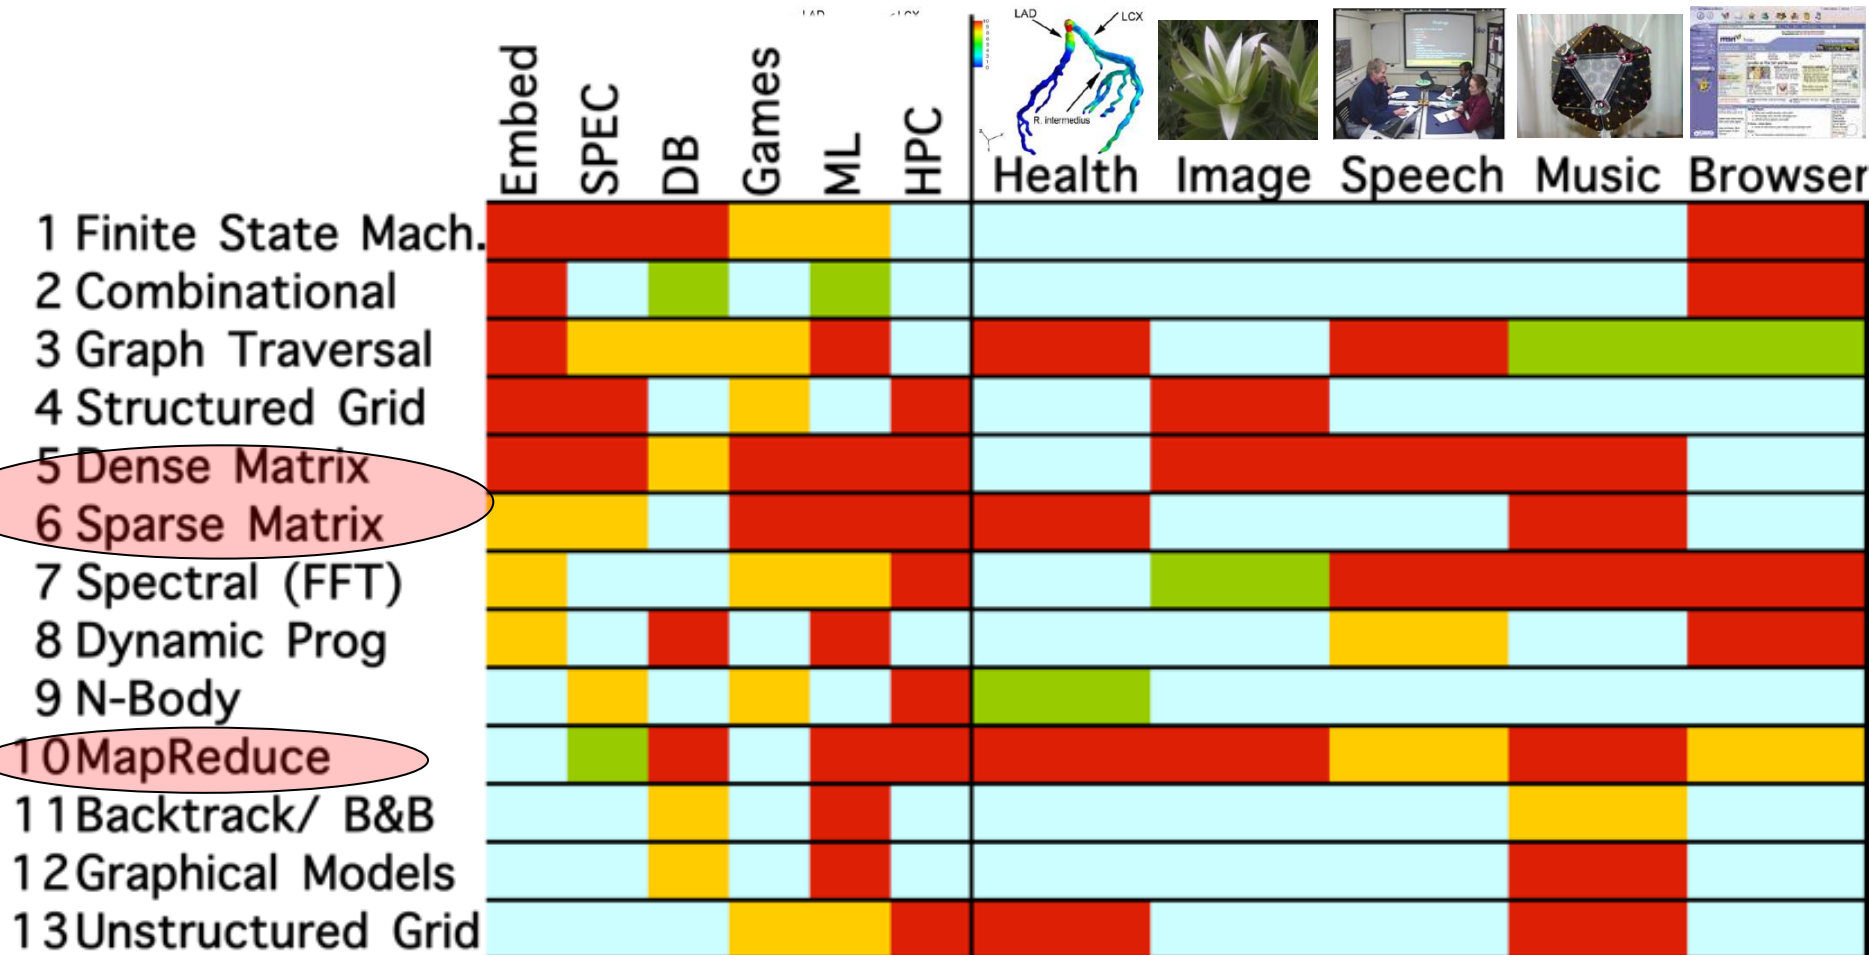 LAD
LCX
R. intermedius
Embed
SPEC
DB
Games
ML
HPC
Health
Image
Speech
Music
Browser
1 Finite State Mach.
2 Combinational
3 Graph Traversal
4 Structured Grid
5 Dense Matrix
6 Sparse Matrix
7 Spectral (FFT)
8 Dynamic Prog
9 N-Body
10 MapReduce
11 Backtrack/ B&B
12 Graphical Models
13 Unstructured Grid
msn